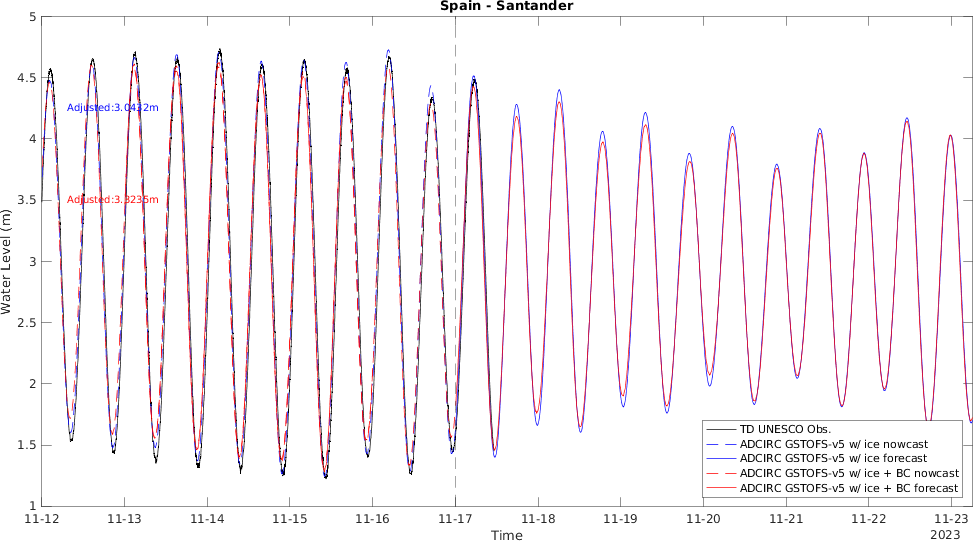 Spain - Santander
5
4.5
4
3.5
3
2.5
2
1.5
1
Water Level (m)
Adjusted:3.0432m
Adjusted:3.3235m
TD UNESCO Obs.
ADCIRC GSTOFS-v5 w/ ice nowcast
ADCIRC GSTOFS-v5 w/ ice forecast
ADCIRC GSTOFS-v5 w/ ice + BC nowcast
ADCIRC GSTOFS-v5 w/ ice + BC forecast
11-12 11-13 11-14 11-15 11-16 11-17 11-18 11-19 11-20 11-21 11-22 11-23
2023
Time